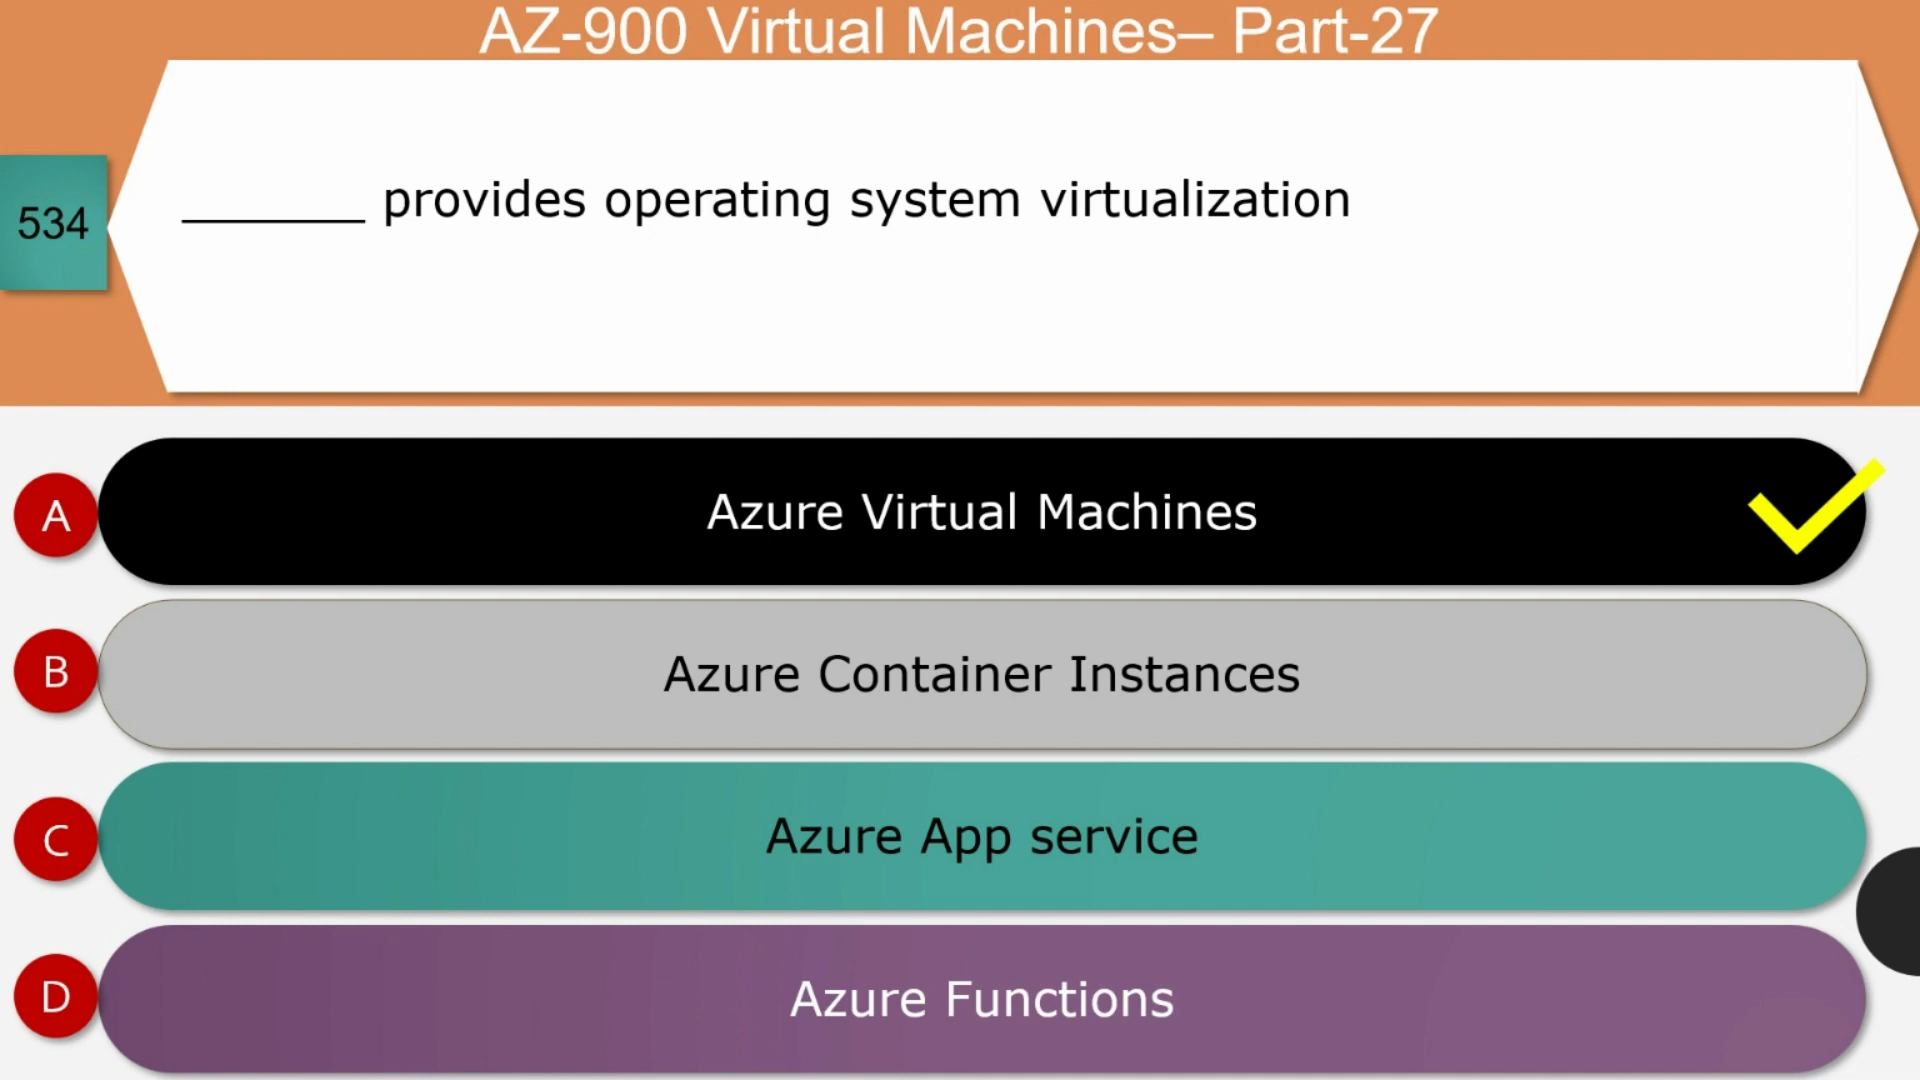 AZ-900 Virtual Machines– Part-27
534
_______ provides operating system virtualization
A
Azure Virtual Machines
B
Azure Container Instances
C
Azure App service
D
Azure Functions